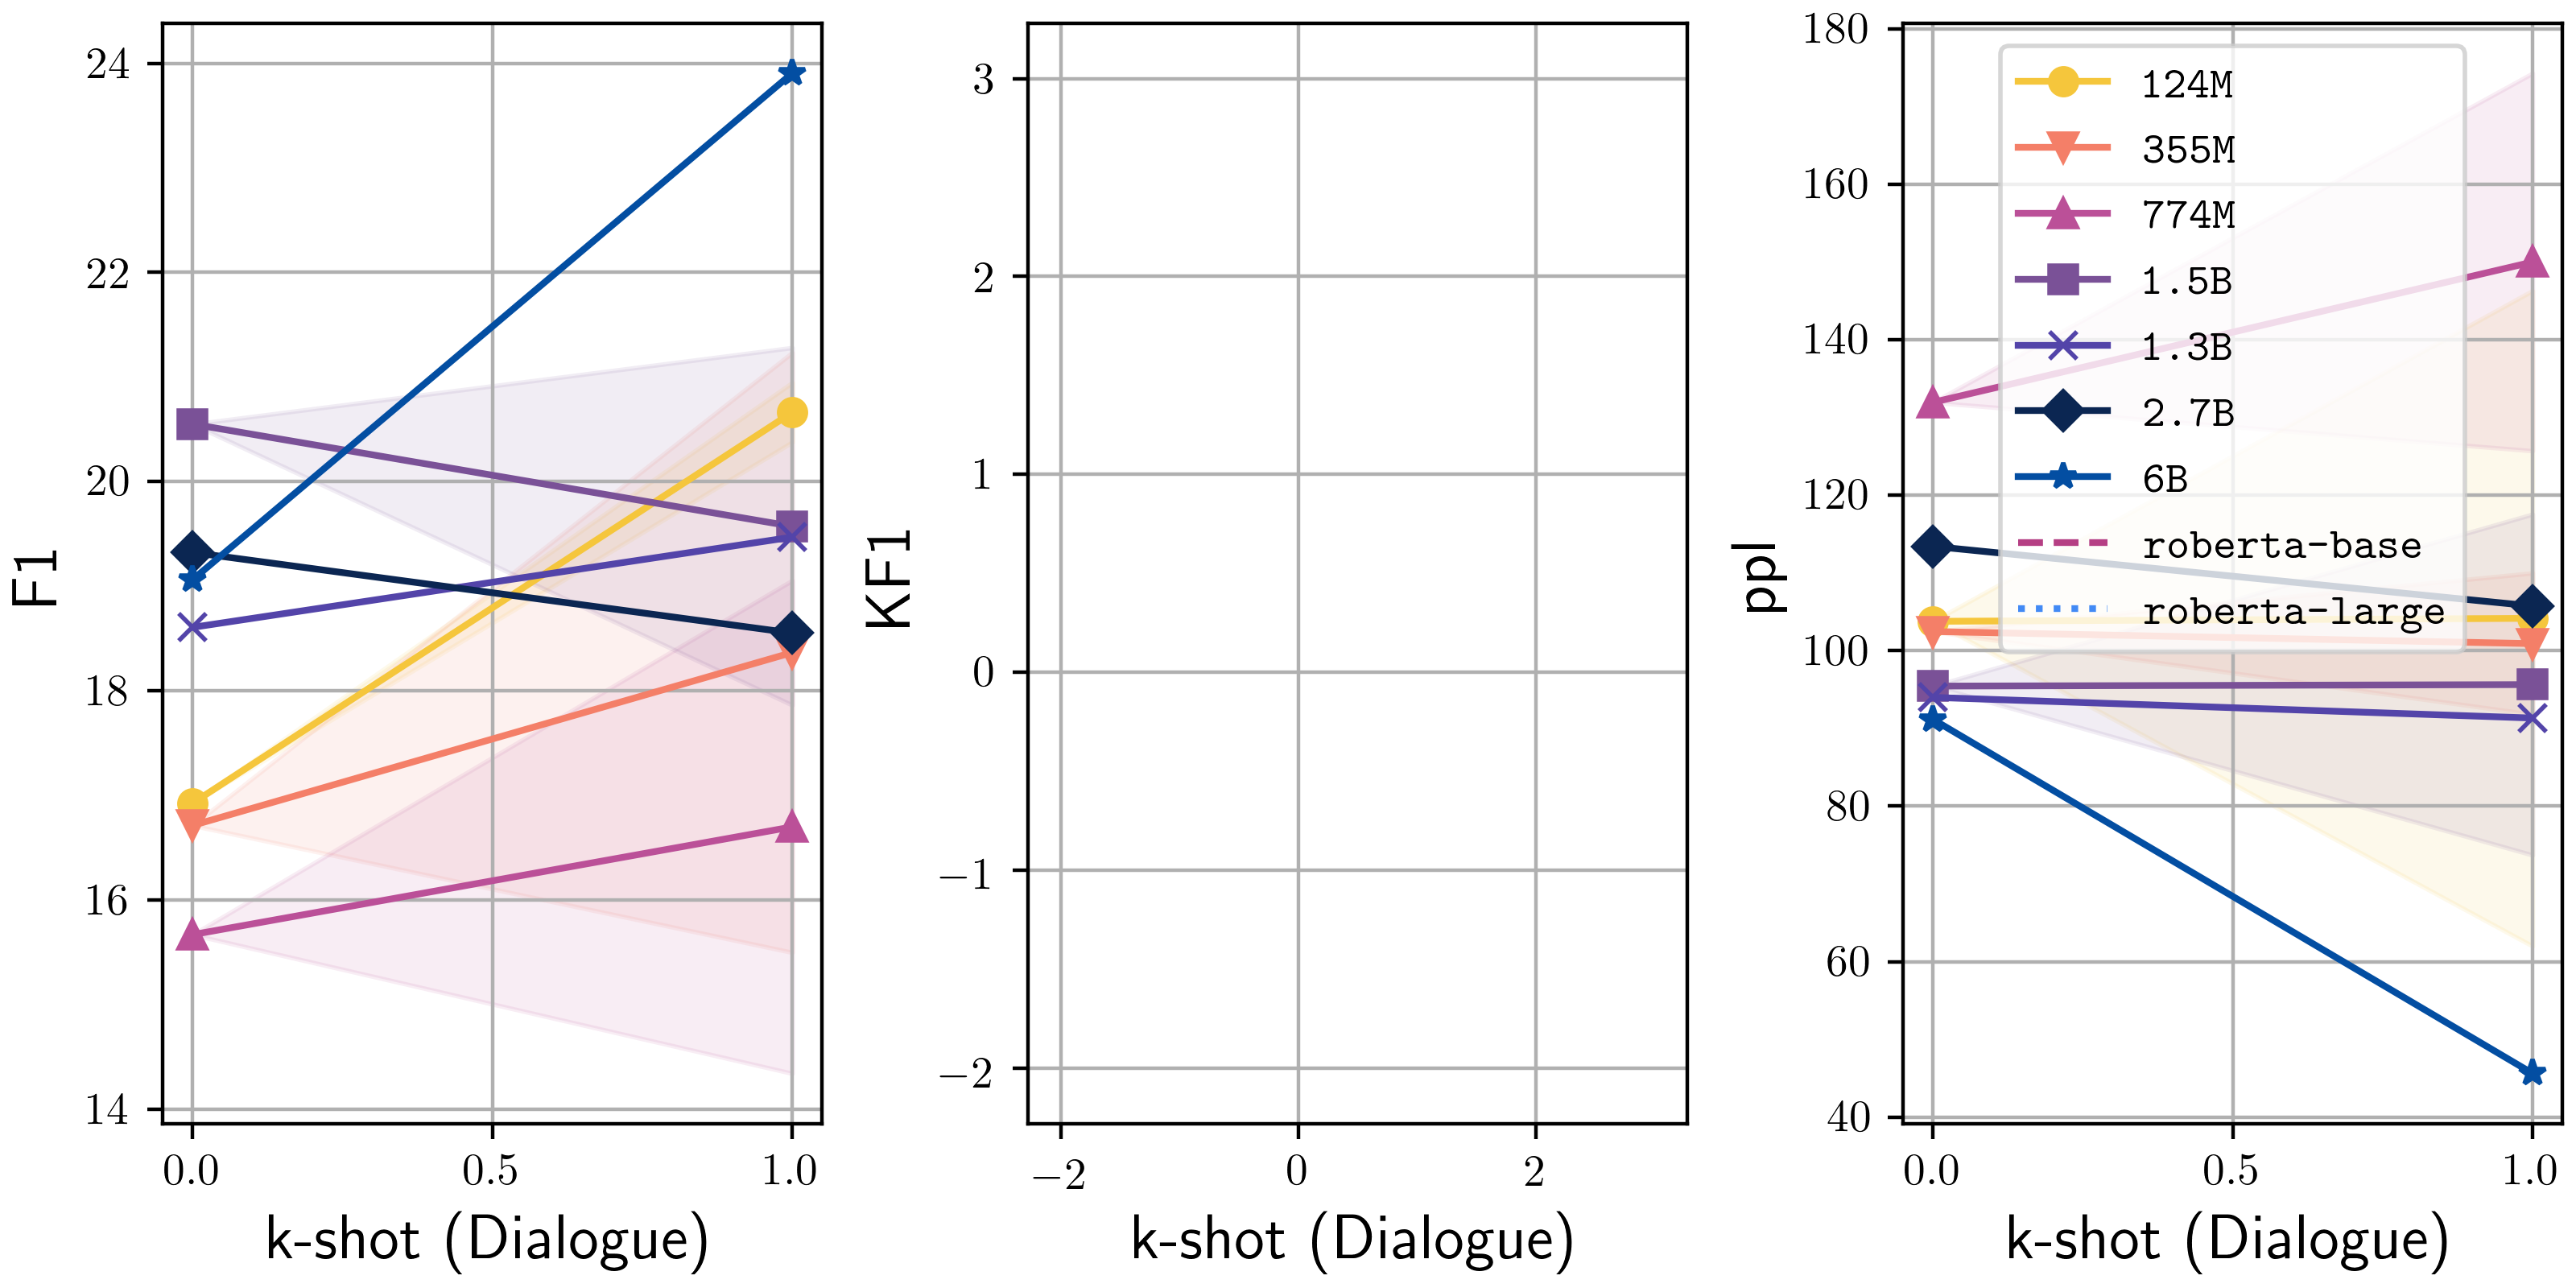 F1
24
22
20
18
16
14
0.0 0.5 1.0
k-shot (Dialogue)
KF1
3
2
1
0
−1
−2
−2 0 2
k-shot (Dialogue)
ppl
180
160
140
120
100
80
60
40
0.0 0.5 1.0
k-shot (Dialogue)
124M
355M
774M
1.5B
1.3B
2.7B
6B
roberta-base
roberta-large